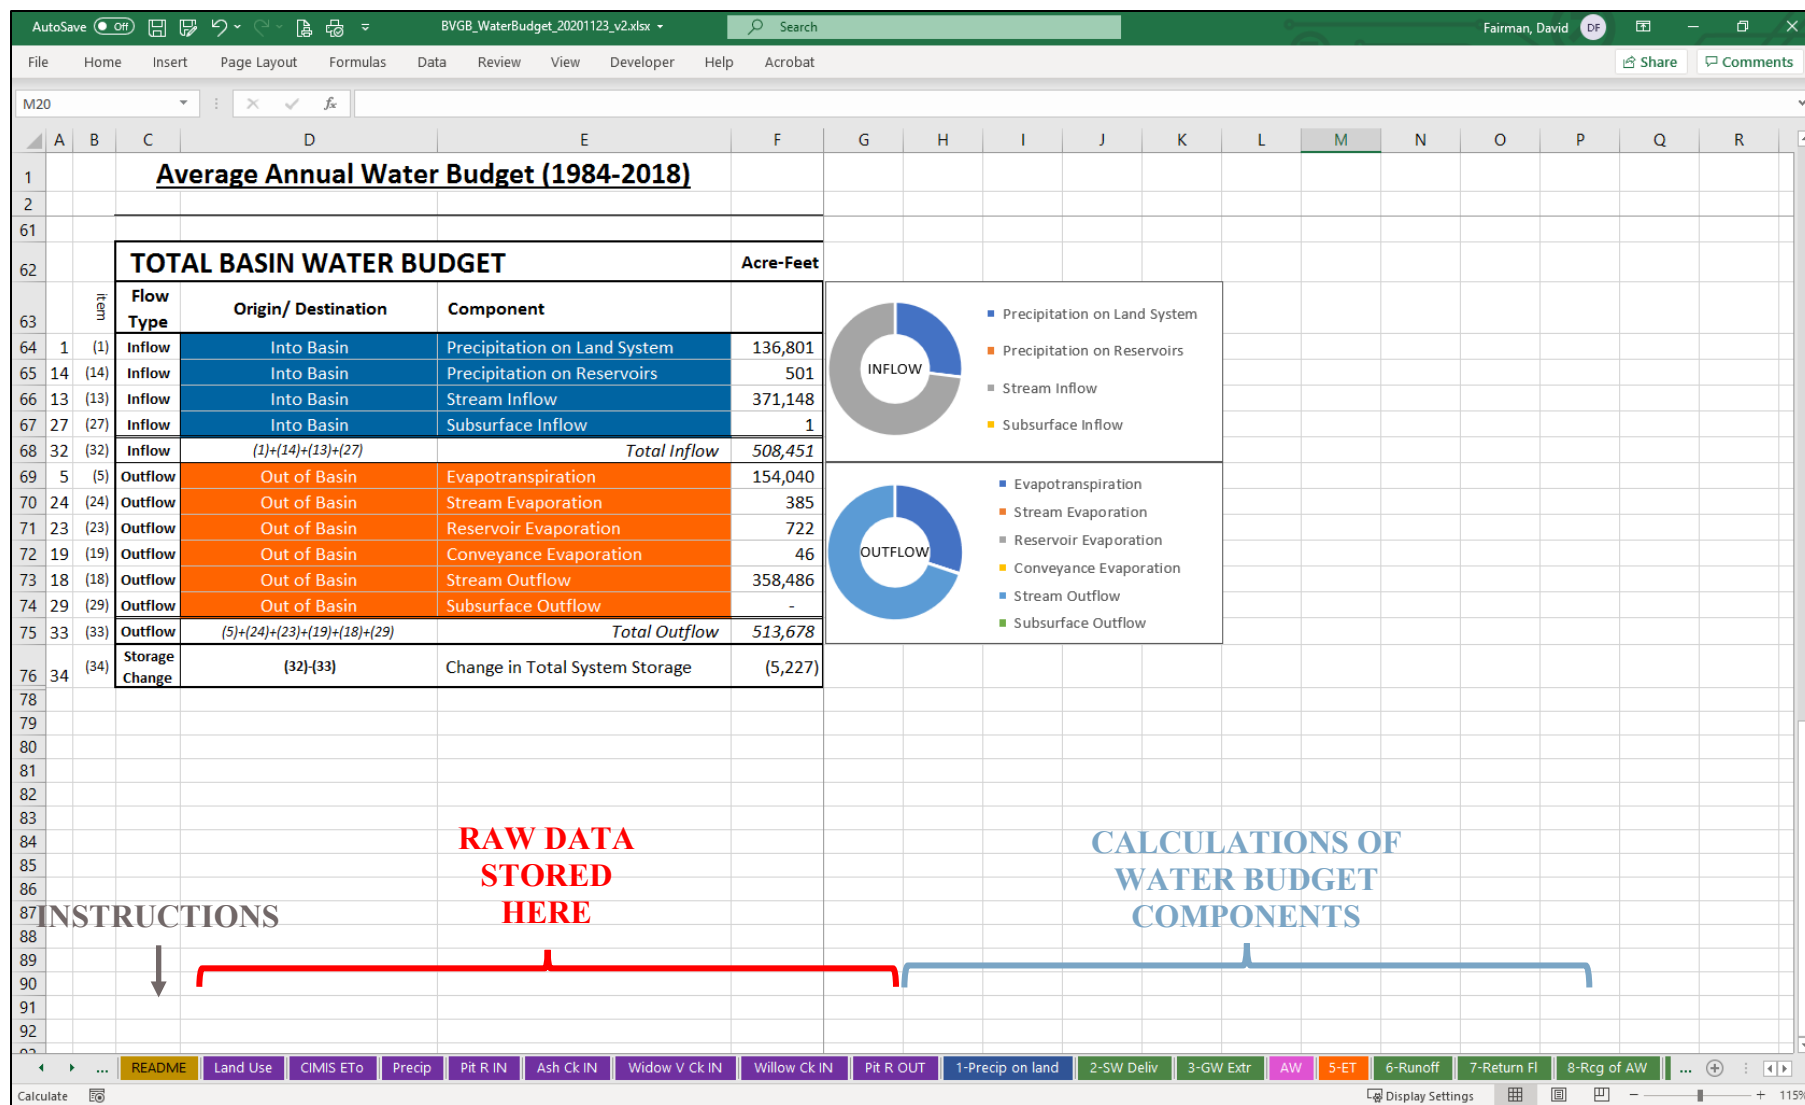 AutoSave Off BVGB_WaterBudget_20201123_v2.xlsx Search Fairman, David DF
File Home Insert Page Layout Formulas Data Review View Developer Help Acrobat Share Comments
M20 fx
A B C D E F G H I J K L M N O P Q R
1 Average Annual Water Budget (1984-2018)
2
61
62 TOTAL BASIN WATER BUDGET Acre-Feet
63 item Flow Type Origin/ Destination Component
64 1 (1) Inflow Into Basin Precipitation on Land System 136,801
65 14 (14) Inflow Into Basin Precipitation on Reservoirs 501
66 13 (13) Inflow Into Basin Stream Inflow 371,148
67 27 (27) Inflow Into Basin Subsurface Inflow 1
68 32 (32) Inflow (1)+(14)+(13)+(27) Total Inflow 508,451
69 5 (5) Outflow Out of Basin Evapotranspiration 154,040
70 24 (24) Outflow Out of Basin Stream Evaporation 385
71 23 (23) Outflow Out of Basin Reservoir Evaporation 722
72 19 (19) Outflow Out of Basin Conveyance Evaporation 46
73 18 (18) Outflow Out of Basin Stream Outflow 358,486
74 29 (29) Outflow Out of Basin Subsurface Outflow -
75 33 (33) Outflow (5)+(24)+(23)+(19)+(18)+(29) Total Outflow 513,678
76 34 (34) Storage Change (32)-(33) Change in Total System Storage (5,227)
INFLOW
Precipitation on Land System
Precipitation on Reservoirs
Stream Inflow
Subsurface Inflow
OUTFLOW
Evapotranspiration
Stream Evaporation
Reservoir Evaporation
Conveyance Evaporation
Stream Outflow
Subsurface Outflow
78
79
80
81
82
83
84
85
86
87
88
89
90
91
92
INSTRUCTIONS
RAW DATA
STORED
HERE
CALCULATIONS OF
WATER BUDGET
COMPONENTS
... README Land Use CIMIS ETo Precip Pit R IN Ash Ck IN Widow V Ck IN Willow Ck IN Pit R OUT 1-Precip on land 2-SW Deliv 3-GW Extr AW 5-ET 6-Runoff 7-Return Fl 8-Rcg of AW ...
Calculate Display Settings 115%